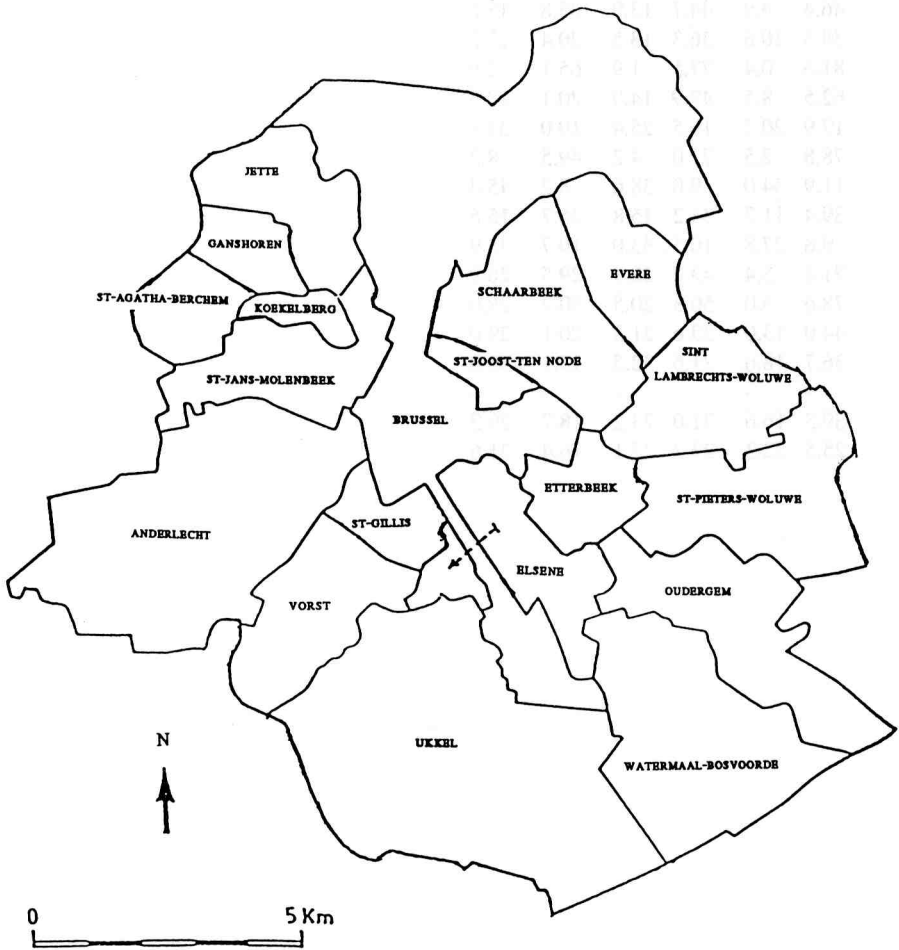 JETTE
GANSHOREN
EVERE
SCHAARBEEK
ST-AGATHA-BERCHEM
KOEKELBERG
SINT
LAMBRECHTS-WOLUWE
ST-JOOST-TEN NODE
ST-JANS-MOLENBEEK
BRUSSEL
ETTERBEEK
ST-PIETERS-WOLUWE
ST-GILLIS
ANDERLECHT
ELSENE
OUDERGEM
VORST
N
UKKEL
WATERMAAL-BOSVOORDE
0 5 Km